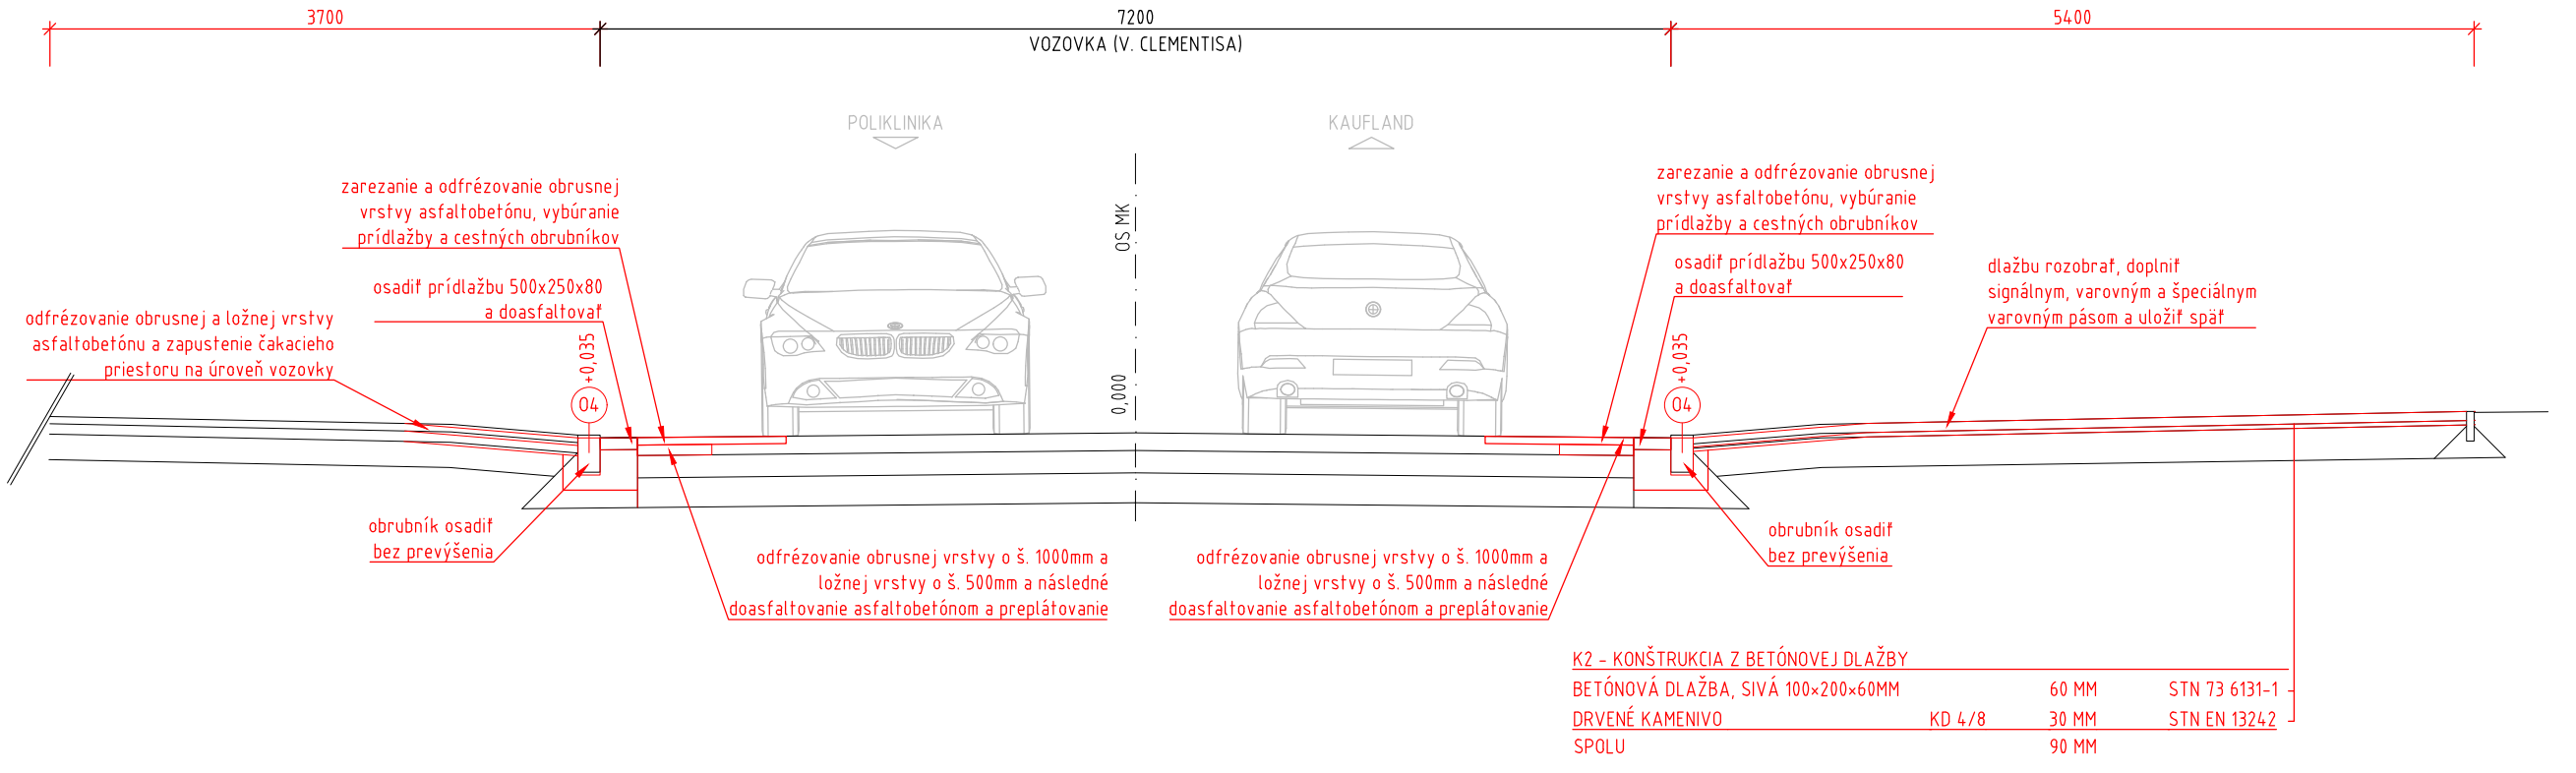 3700
7200
5400
VOZOVKA (V. CLEMENTISA)
POLIKLINIKA
KAUFLAND
zarezanie a odfrézovanie obrusnej
vrstvy asfaltobetónu, vybúranie
prídlažby a cestných obrubníkov
osadiť prídlažbu 500x250x80
a doasfaltovať
odfrézovanie obrusnej a ložnej vrstvy
asfaltobetónu a zapustenie čakacieho
priestoru na úroveň vozovky
+0,035
04
OS MK
0,000
zarezanie a odfrézovanie obrusnej
vrstvy asfaltobetónu, vybúranie
prídlažby a cestných obrubníkov
osadiť prídlažbu 500x250x80
a doasfaltovať
+0,035
04
dlažbu rozobrať, doplniť
signálnym, varovným a špeciálnym
varovným pásom a uložiť späť
obrubník osadiť
bez prevýšenia
odfrézovanie obrusnej vrstvy o š. 1000mm a
ložnej vrstvy o š. 500mm a následné
doasfaltovanie asfaltobetónom a preplátovanie
odfrézovanie obrusnej vrstvy o š. 1000mm a
ložnej vrstvy o š. 500mm a následné
doasfaltovanie asfaltobetónom a preplátovanie
obrubník osadiť
bez prevýšenia
K2 - KONŠTRUKCIA Z BETÓNOVEJ DLAŽBY
BETÓNOVÁ DLAŽBA, SIVÁ 100×200×60MM 60 MM STN 73 6131-1
DRVENÉ KAMENIVO KD 4/8 30 MM STN EN 13242
SPOLU 90 MM